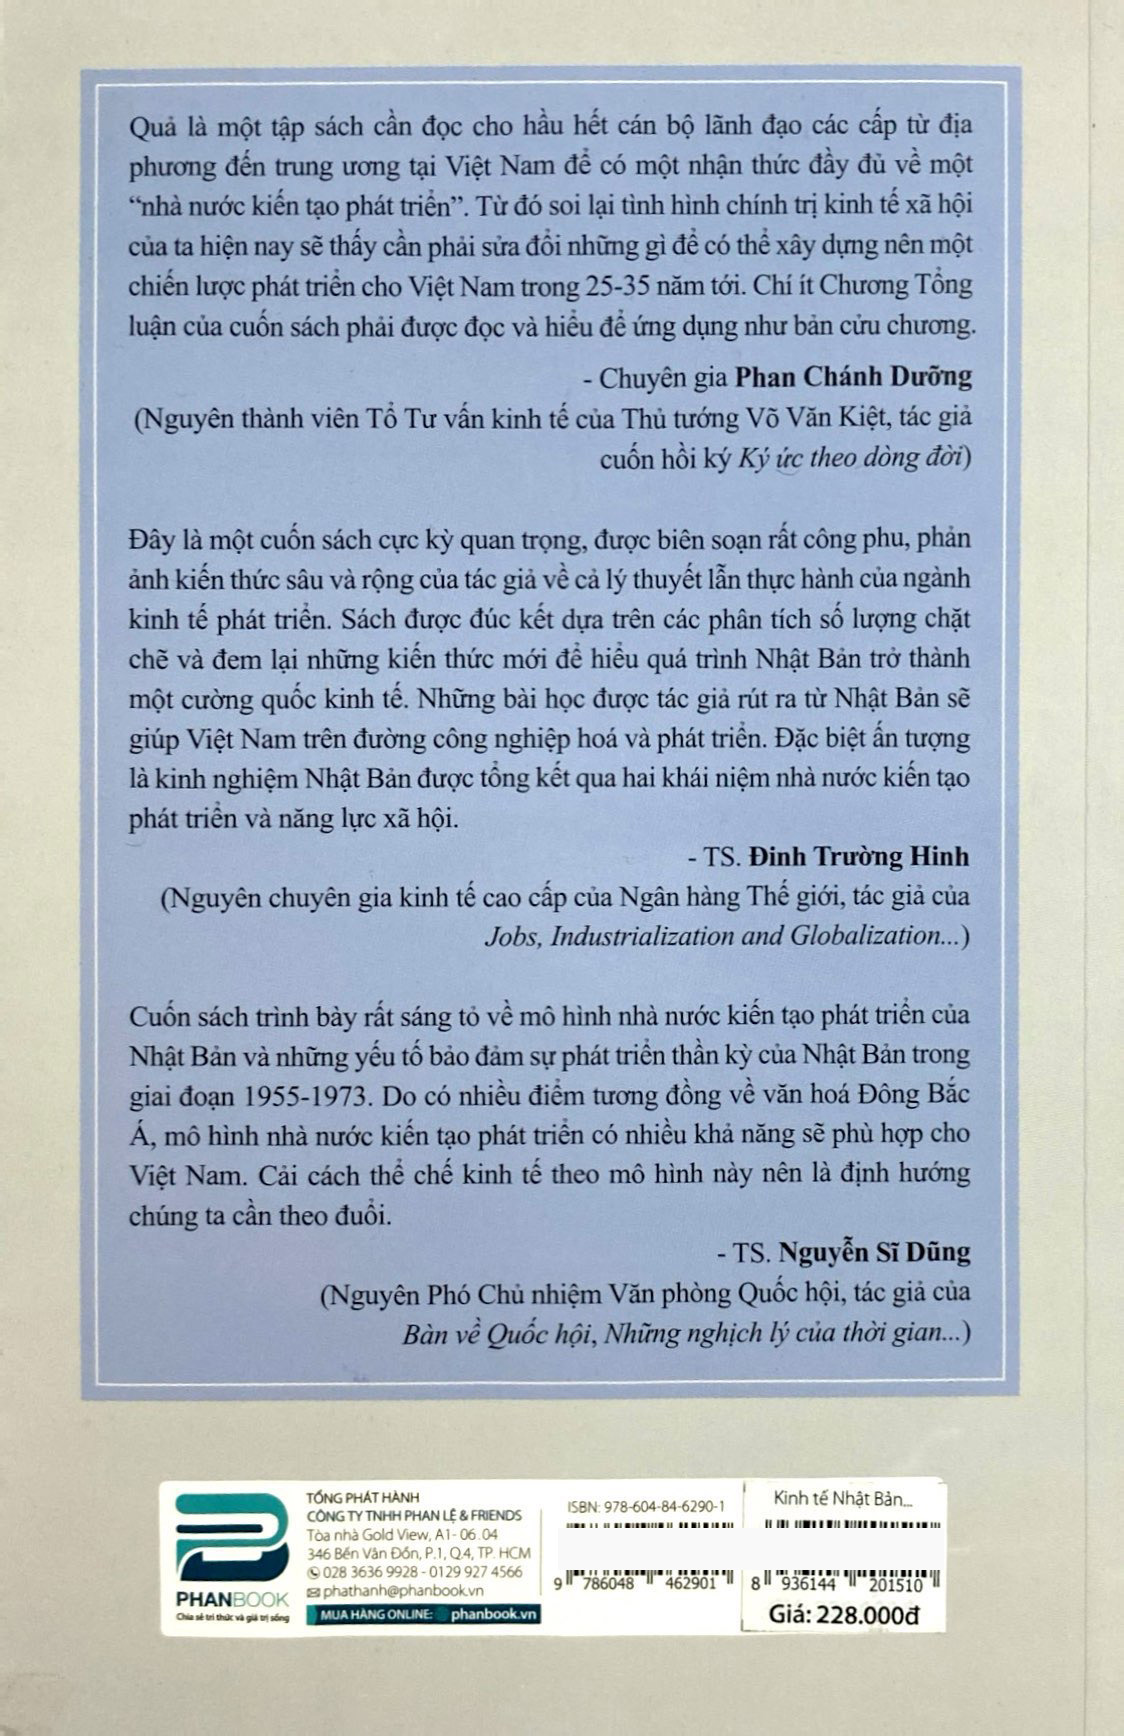 Quả là một tập sách cần đọc cho hầu hết cán bộ lãnh đạo các cấp từ địa
phương đến trung ương tại Việt Nam để có một nhận thức đầy đủ về một
“nhà nước kiến tạo phát triển”. Từ đó soi lại tình hình chính trị kinh tế xã hội
của ta hiện nay sẽ thấy cần phải sửa đổi những gì để có thể xây dựng nên một
chiến lược phát triển cho Việt Nam trong 25-35 năm tới. Chí ít Chương Tổng
luận của cuốn sách phải được đọc và hiểu để ứng dụng như bản cửu chương.
- Chuyên gia Phan Chánh Dưỡng
(Nguyên thành viên Tổ Tư vấn kinh tế của Thủ tướng Võ Văn Kiệt, tác giả
cuốn hồi ký Ký ức theo dòng đời)
Đây là một cuốn sách cực kỳ quan trọng, được biên soạn rất công phu, phản
ảnh kiến thức sâu và rộng của tác giả về cả lý thuyết lẫn thực hành của ngành
kinh tế phát triển. Sách được đúc kết dựa trên các phân tích số lượng chặt
chẽ và đem lại những kiến thức mới để hiểu quá trình Nhật Bản trở thành
một cường quốc kinh tế. Những bài học được tác giả rút ra từ Nhật Bản sẽ
giúp Việt Nam trên đường công nghiệp hoá và phát triển. Đặc biệt ấn tượng
là kinh nghiệm Nhật Bản được tổng kết qua hai khái niệm nhà nước kiến tạo
phát triển và năng lực xã hội.
- TS. Đinh Trường Hinh
(Nguyên chuyên gia kinh tế cao cấp của Ngân hàng Thế giới, tác giả của
Jobs, Industrialization and Globalization...)
Cuốn sách trình bày rất sáng tỏ về mô hình nhà nước kiến tạo phát triển của
Nhật Bản và những yếu tố bảo đảm sự phát triển thần kỳ của Nhật Bản trong
giai đoạn 1955-1973. Do có nhiều điểm tương đồng về văn hoá Đông Bắc
Á, mô hình nhà nước kiến tạo phát triển có nhiều khả năng sẽ phù hợp cho
Việt Nam. Cải cách thể chế kinh tế theo mô hình này nên là định hướng
chúng ta cần theo đuổi.
- TS. Nguyễn Sĩ Dũng
(Nguyên Phó Chủ nhiệm Văn phòng Quốc hội, tác giả của
Bàn về Quốc hội, Những nghịch lý của thời gian...)
PHANBOOK
Chia sẻ tri thức và giá trị sống
TỔNG PHÁT HÀNH
CÔNG TY TNHH PHAN LỆ & FRIENDS
Tòa nhà Gold View, A1- 06. 04
346 Bến Vân Đồn, P.1, Q.4, TP. HCM
028 3636 9928 - 0129 927 4566
phathanh@phanbook.vn
MUA HÀNG ONLINE: phanbook.vn
ISBN: 978-604-84-6290-1
9 786048 462901
Kinh tế Nhật Bản...
8 936144 201510
Giá: 228.000đ